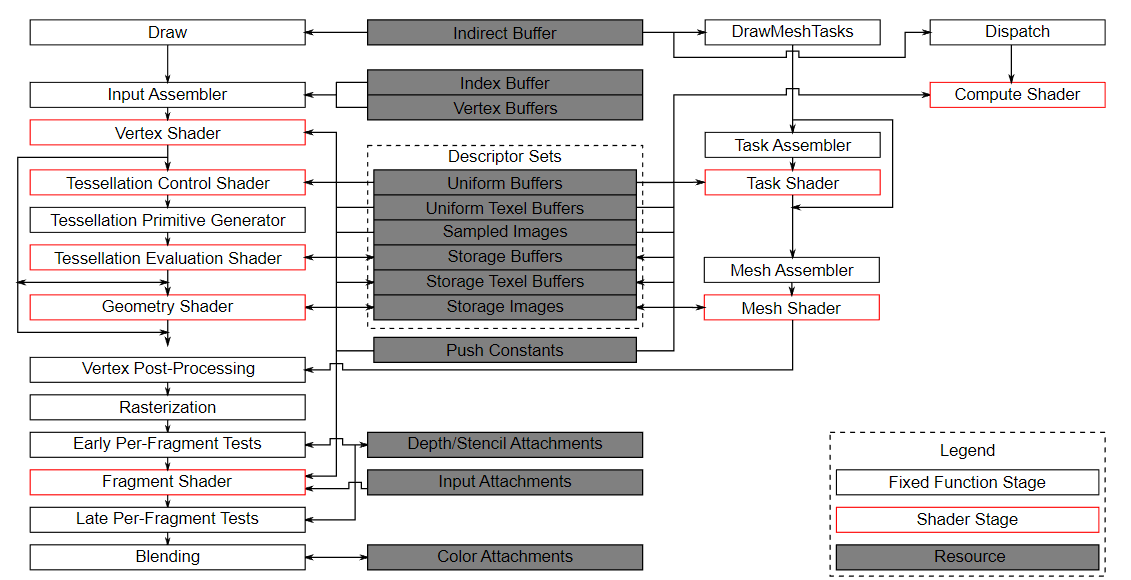 Draw
Indirect Buffer
DrawMeshTasks
Dispatch
Index Buffer
Input Assembler
Compute Shader
Vertex Buffers
Vertex Shader
Task Assembler
Descriptor Sets
Tessellation Control Shader
Uniform Buffers
Task Shader
Uniform Texel Buffers
Tessellation Primitive Generator
Sampled Images
Tessellation Evaluation Shader
Storage Buffers
Mesh Assembler
Storage Texel Buffers
Geometry Shader
Storage Images
Mesh Shader
Push Constants
Vertex Post-Processing
Rasterization
Early Per-Fragment Tests
Depth/Stencil Attachments
Legend
Fragment Shader
Input Attachments
Fixed Function Stage
Late Per-Fragment Tests
Shader Stage
Blending
Color Attachments
Resource